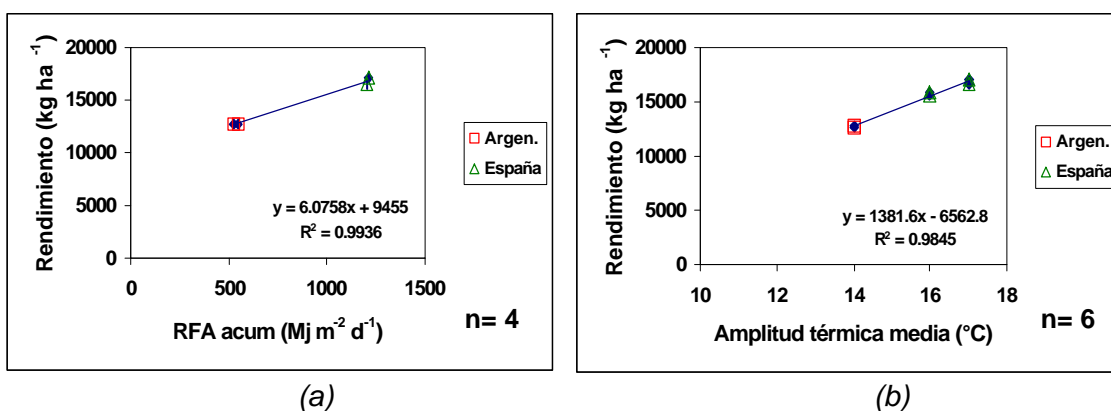 Rendimiento (kg ha⁻¹)
20000
15000
10000
5000
0
0 500 1000 1500
RFA acum (Mj m⁻² d⁻¹)
y = 6.0758x + 9455
R² = 0.9936
Argen.
España
n= 4
(a)
Rendimiento (kg ha⁻¹)
20000
15000
10000
5000
0
10 12 14 16 18
Amplitud térmica media (°C)
y = 1381.6x - 6562.8
R² = 0.9845
Argen.
España
n= 6
(b)